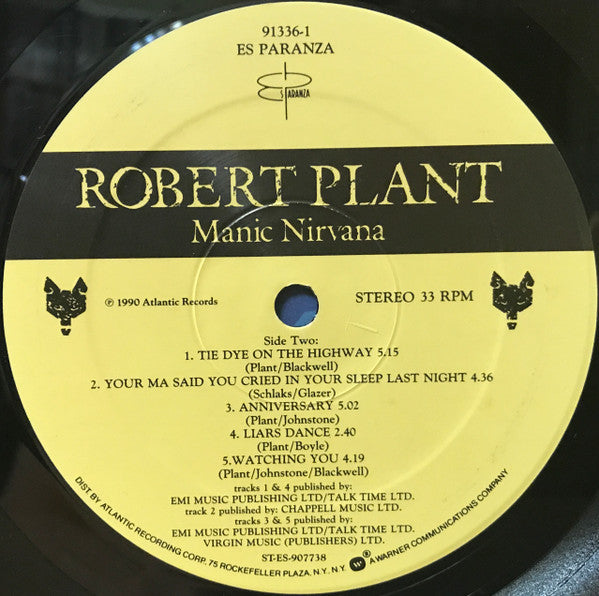 91336-1
ES PARANZA
ES PARANZA
ROBERT PLANT
Manic Nirvana
℗ 1990 Atlantic Records
STEREO 33 RPM
Side Two:
1. TIE DYE ON THE HIGHWAY 5.15
(Plant/Blackwell)
2. YOUR MA SAID YOU CRIED IN YOUR SLEEP LAST NIGHT 4.36
(Schlaks/Glazer)
3. ANNIVERSARY 5.02
(Plant/Johnstone)
4. LIARS DANCE 2.40
(Plant/Boyle)
5.WATCHING YOU 4.19
(Plant/Johnstone/Blackwell)
tracks 1 & 4 published by:
EMI MUSIC PUBLISHING LTD/TALK TIME LTD.
track 2 published by: CHAPPELL MUSIC LTD.
tracks 3 & 5 published by:
EMI MUSIC PUBLISHING LTD/TALK TIME LTD.
VIRGIN MUSIC (PUBLISHERS) LTD.
ST-ES-907738
DIST. BY ATLANTIC RECORDING CORP. 75 ROCKEFELLER PLAZA, N.Y., N.Y. W ® A WARNER COMMUNICATIONS COMPANY